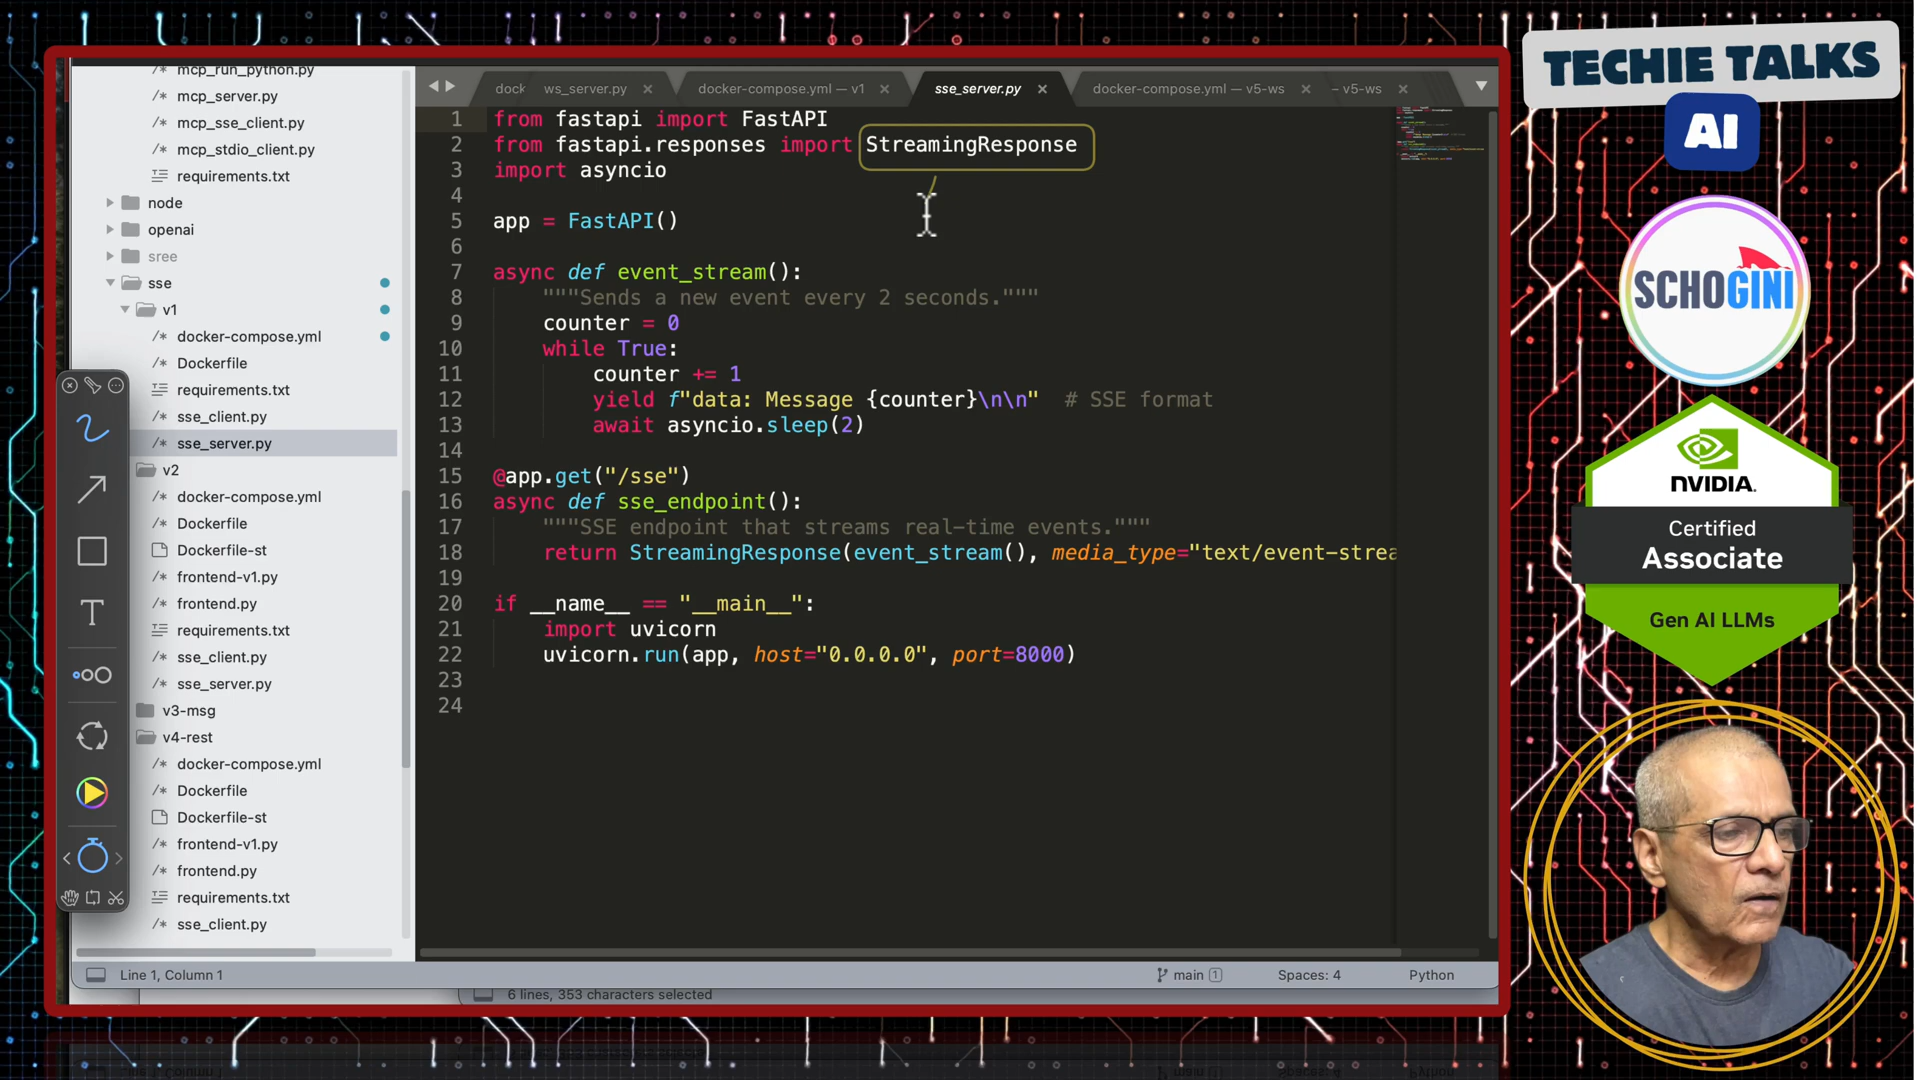 mcp_run_python.py
/* mcp_server.py
/* mcp_sse_client.py
/* mcp_stdio_client.py
requirements.txt
node
openai
sree
sse
v1
/* docker-compose.yml
/* Dockerfile
requirements.txt
/* sse_client.py
/* sse_server.py
v2
/* docker-compose.yml
/* Dockerfile
Dockerfile-st
/* frontend-v1.py
/* frontend.py
requirements.txt
/* sse_client.py
/* sse_server.py
v3-msg
v4-rest
/* docker-compose.yml
/* Dockerfile
Dockerfile-st
/* frontend-v1.py
/* frontend.py
requirements.txt
/* sse_client.py
T
dock ws_server.py docker-compose.yml — v1 sse_server.py docker-compose.yml — v5-ws – v5-ws
1 from fastapi import FastAPI
2 from fastapi.responses import StreamingResponse
3 import asyncio
4
5 app = FastAPI()
6
7 async def event_stream():
8 """Sends a new event every 2 seconds."""
9 counter = 0
10 while True:
11 counter += 1
12 yield f"data: Message {counter}\n\n" # SSE format
13 await asyncio.sleep(2)
14
15 @app.get("/sse")
16 async def sse_endpoint():
17 """SSE endpoint that streams real-time events."""
18 return StreamingResponse(event_stream(), media_type="text/event-strea
19
20 if __name__ == "__main__":
21 import uvicorn
22 uvicorn.run(app, host="0.0.0.0", port=8000)
23
24
Line 1, Column 1 main 1 Spaces: 4 Python
6 lines, 353 characters selected
TECHIE TALKS
AI
SCHOGINI
NVIDIA.
Certified
Associate
Gen AI LLMs